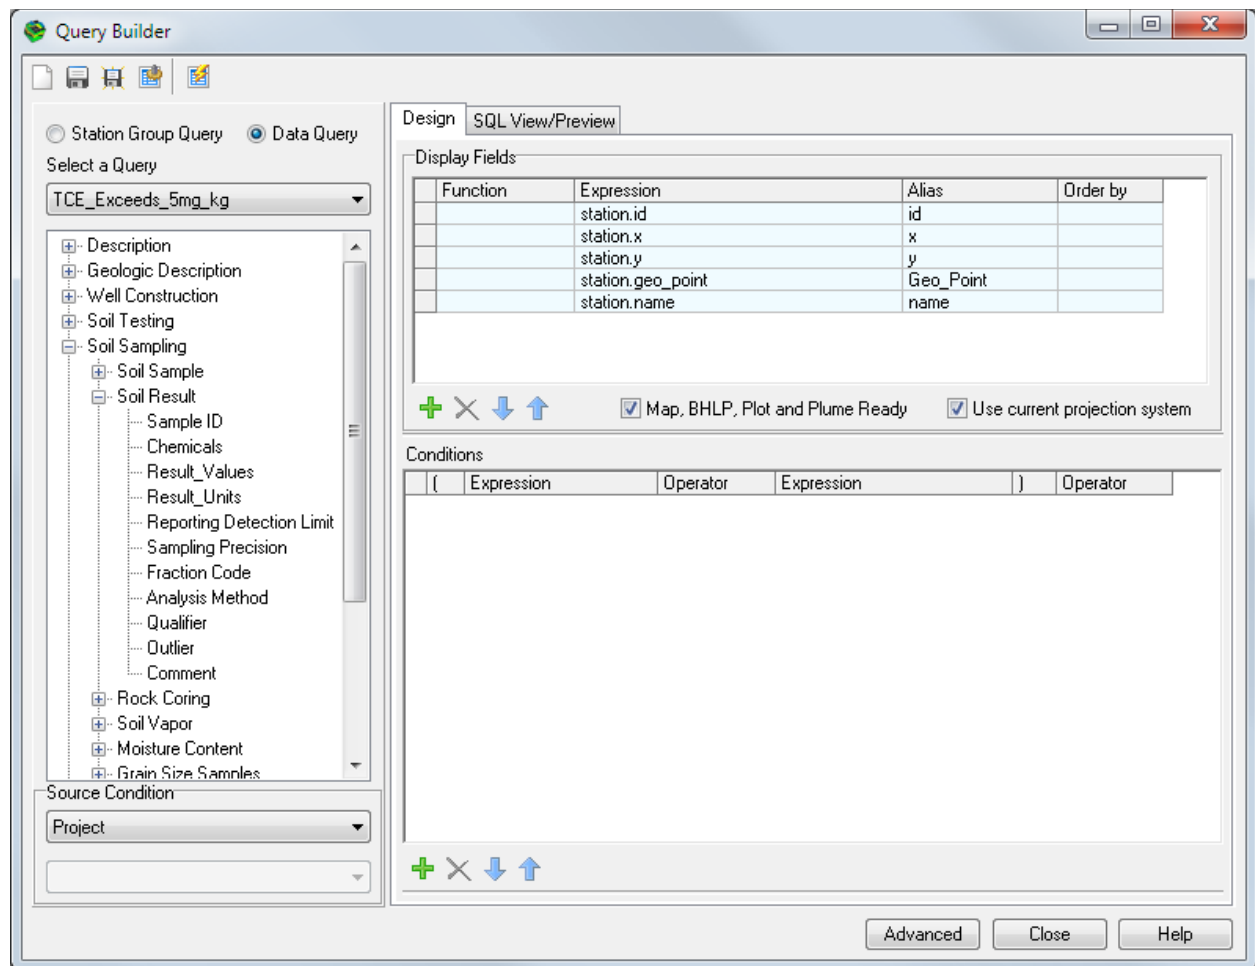 Query Builder
Station Group Query Data Query
Select a Query
TCE_Exceeds_5mg_kg
Description
Geologic Description
Well Construction
Soil Testing
Soil Sampling
Soil Sample
Soil Result
Sample ID
Chemicals
Result_Values
Result_Units
Reporting Detection Limit
Sampling Precision
Fraction Code
Analysis Method
Qualifier
Outlier
Comment
Rock Coring
Soil Vapor
Moisture Content
Grain Size Samples
Source Condition
Project
Design SQL View/Preview
Display Fields
Function Expression Alias Order by
station.id id
station.x x
station.y y
station.geo_point Geo_Point
station.name name
Map, BHLP, Plot and Plume Ready Use current projection system
Conditions
( Expression Operator Expression ) Operator
Advanced Close Help